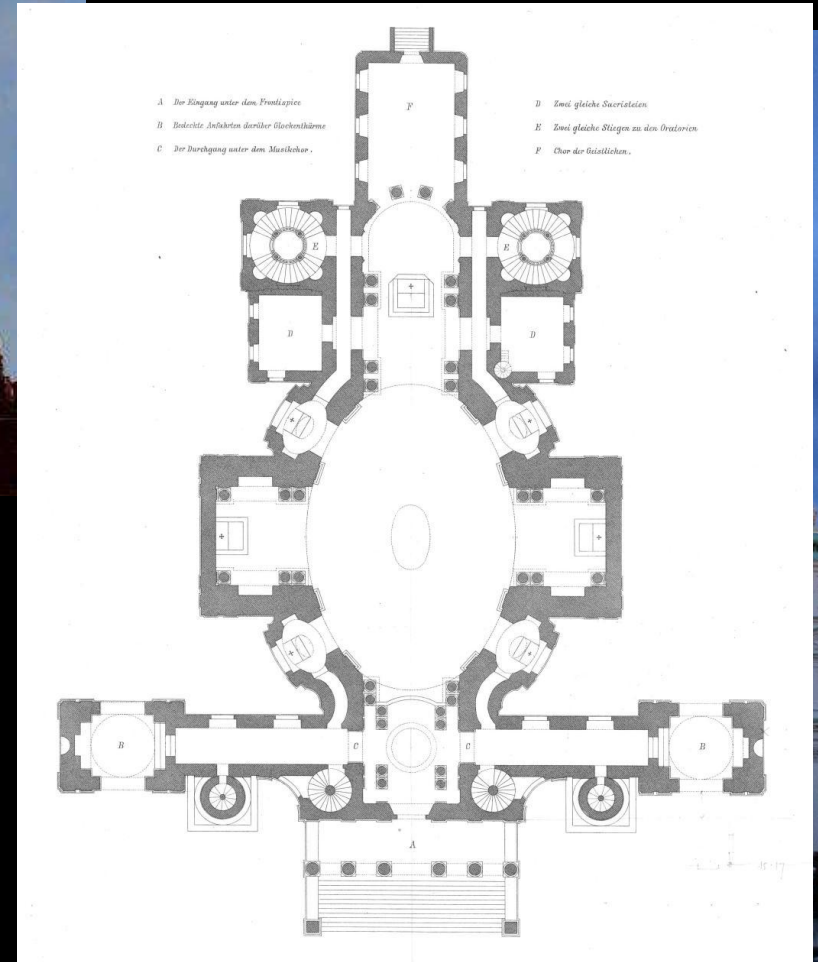 A Der Eingang unter dem Frontispice
B Bedeckte Anfahrten darüber Glockenthürme
C Der Durchgang unter dem Musikchor.
D Zwei gleiche Sacristeien
E Zwei gleiche Stiegen zu den Oratorien
F Chor der Geistlichen.
F
E
E
D
D
B
C
C
B
A